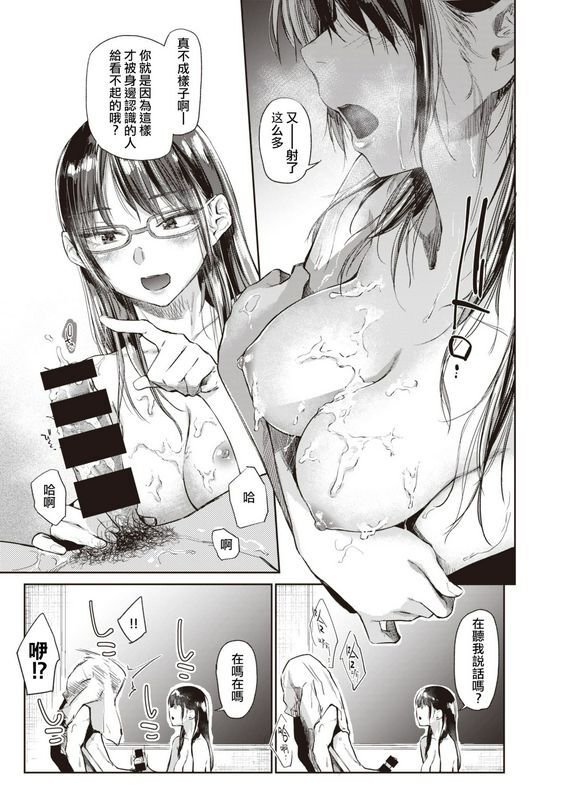 又——射了
这么多
真不成樣子啊—
你就是因為這樣
才被身邊認識的人
給看不起的哦？
哈
啊
哈啊
在聽我說話嗎？
在嗎在嗎
!!
咿!?